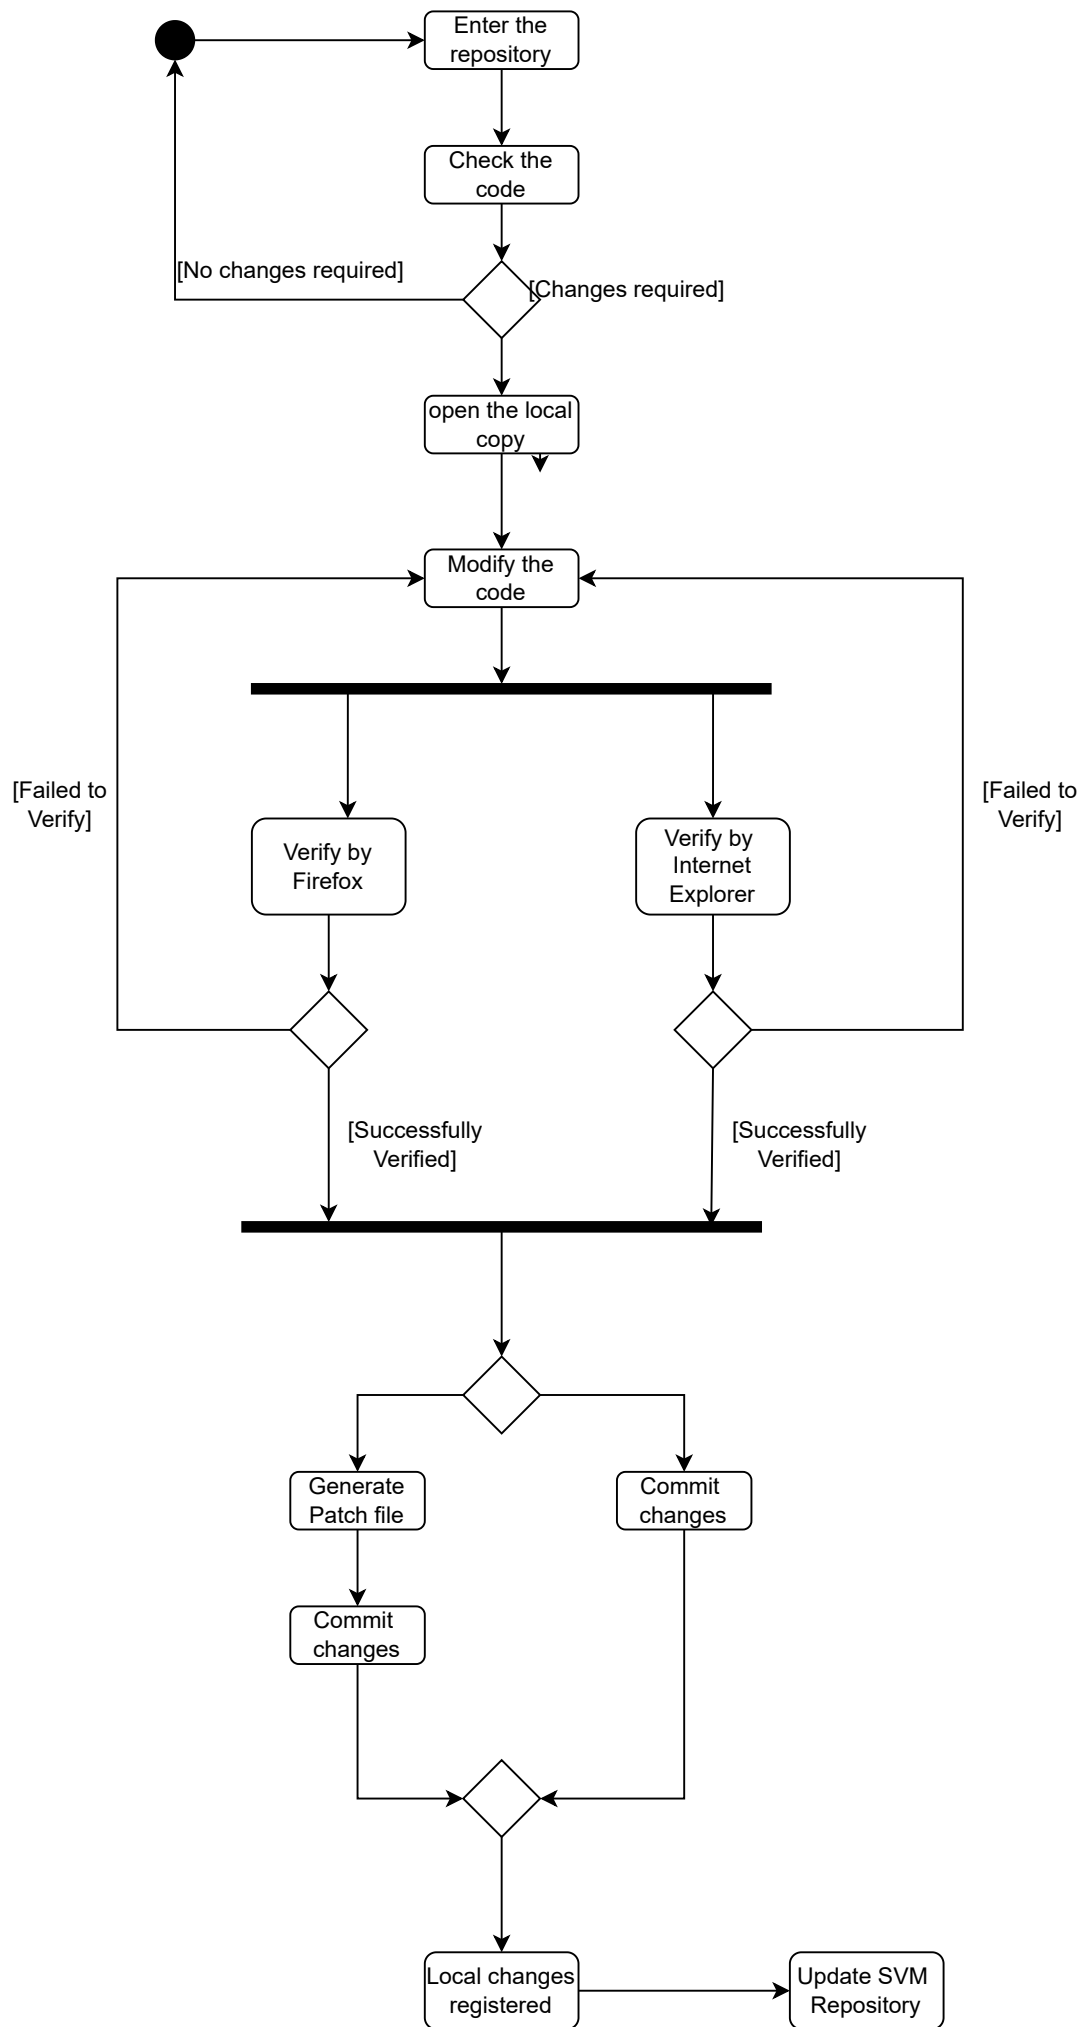 Enter the
repository
Check the
code
[No changes required]
[Changes required]
open the local
copy
Modify the
code
[Failed to
Verify]
[Failed to
Verify]
Verify by
Firefox
Verify by
Internet
Explorer
[Successfully
Verified]
[Successfully
Verified]
Generate
Patch file
Commit
changes
Commit
changes
Local changes
registered
Update SVM
Repository